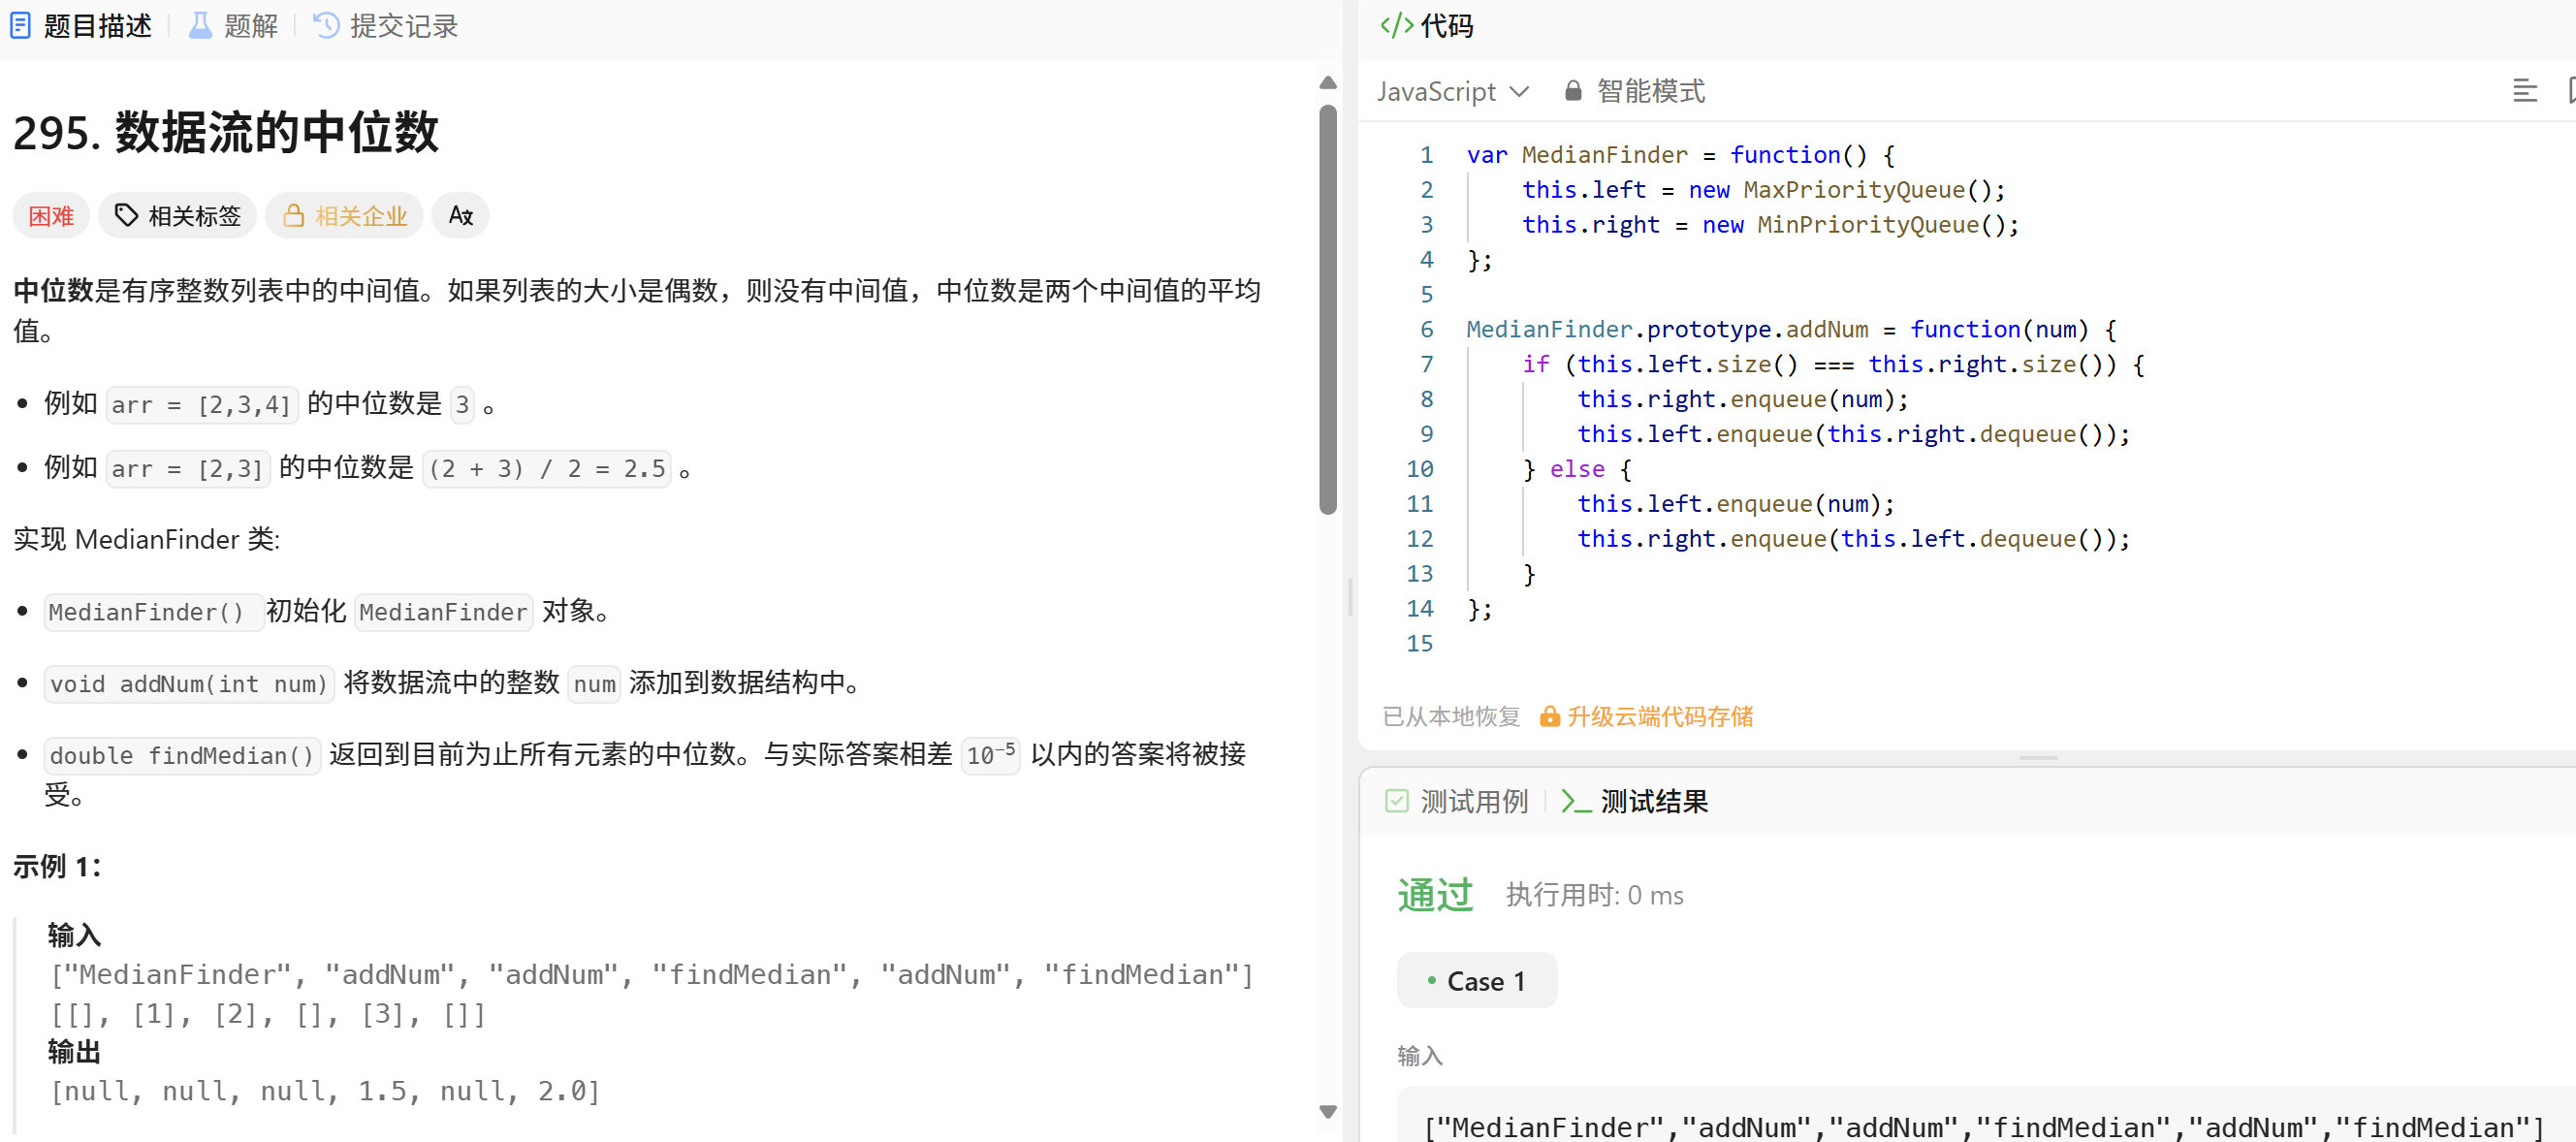 题目描述 题解 提交记录
295. 数据流的中位数
困难 相关标签 相关企业
中位数是有序整数列表中的中间值。如果列表的大小是偶数，则没有中间值，中位数是两个中间值的平均
值。
例如 arr = [2,3,4] 的中位数是 3 。
例如 arr = [2,3] 的中位数是 (2 + 3) / 2 = 2.5 。
实现 MedianFinder 类:
MedianFinder() 初始化 MedianFinder 对象。
void addNum(int num) 将数据流中的整数 num 添加到数据结构中。
double findMedian() 返回到目前为止所有元素的中位数。与实际答案相差 10⁻⁵ 以内的答案将被接
受。
示例 1：
输入
["MedianFinder", "addNum", "addNum", "findMedian", "addNum", "findMedian"]
[[], [1], [2], [], [3], []]
输出
[null, null, null, 1.5, null, 2.0]
</> 代码
JavaScript 智能模式
1 var MedianFinder = function() {
2     this.left = new MaxPriorityQueue();
3     this.right = new MinPriorityQueue();
4 };
5
6 MedianFinder.prototype.addNum = function(num) {
7     if (this.left.size() === this.right.size()) {
8         this.right.enqueue(num);
9         this.left.enqueue(this.right.dequeue());
10     } else {
11         this.left.enqueue(num);
12         this.right.enqueue(this.left.dequeue());
13     }
14 };
15
已从本地恢复 升级云端代码存储
测试用例 测试结果
通过 执行用时: 0 ms
Case 1
输入
["MedianFinder","addNum","addNum","findMedian","addNum","findMedian"]